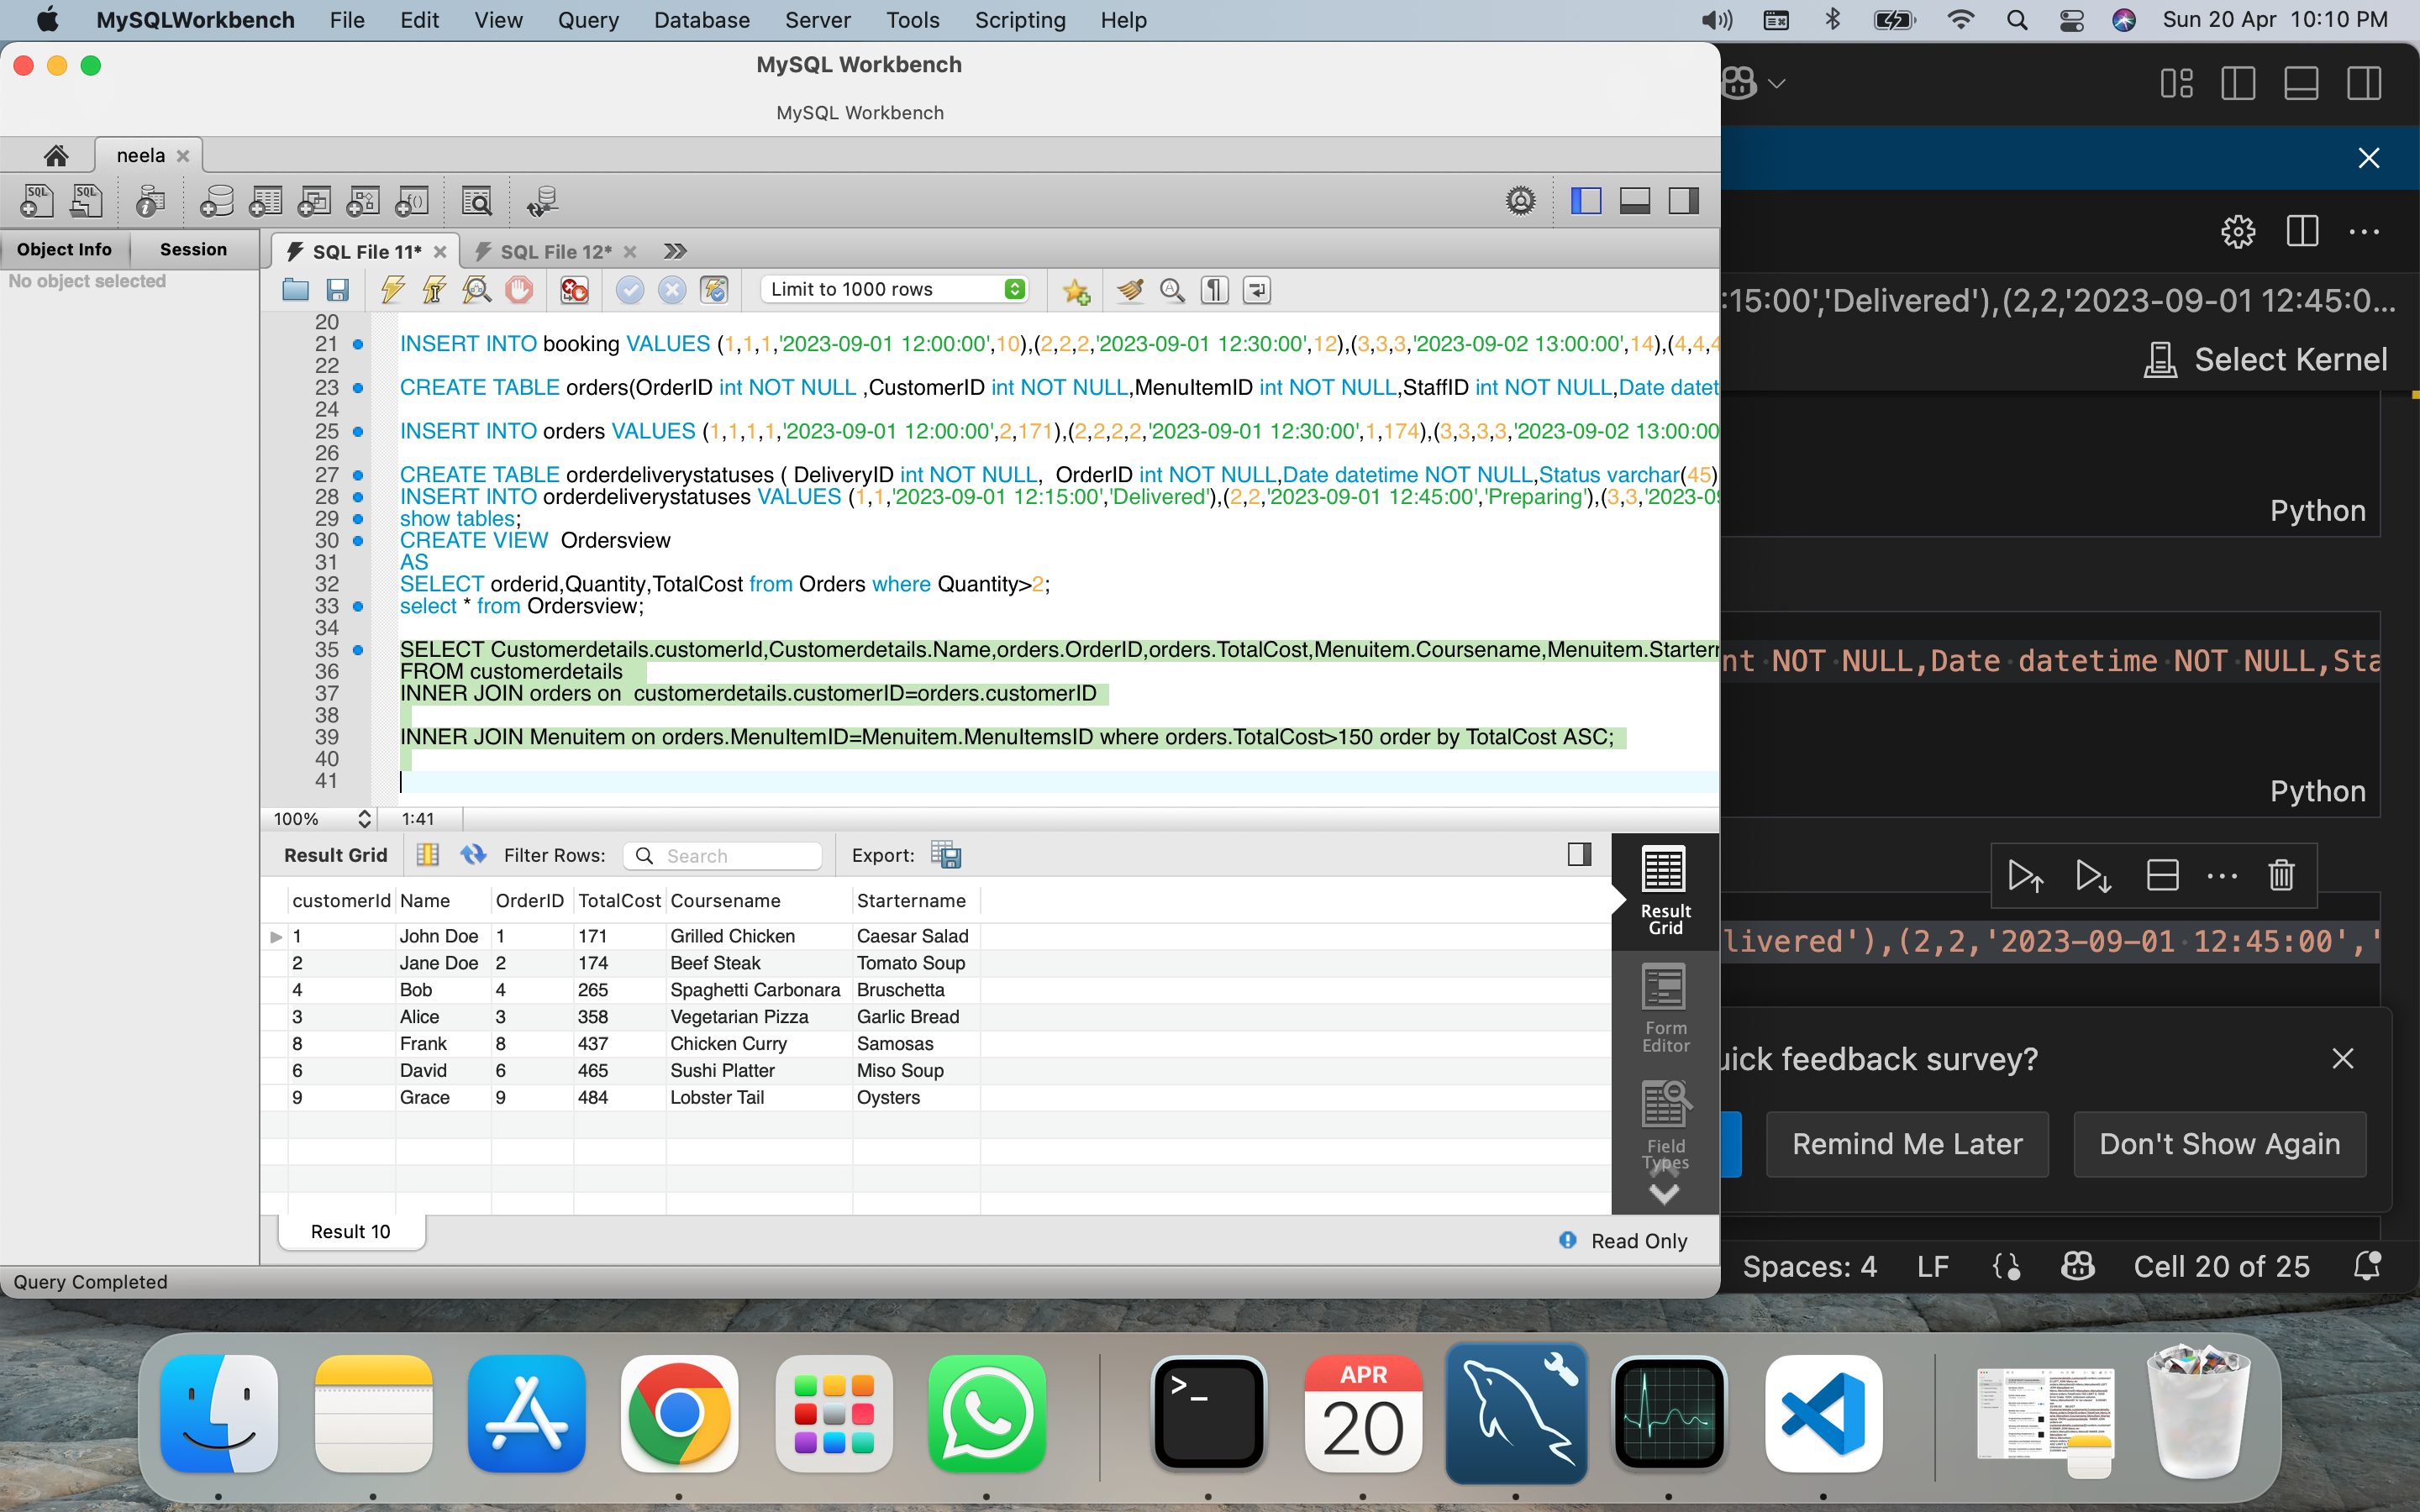 MySQLWorkbench File Edit View Query Database Server Tools Scripting Help Sun 20 Apr 10:10 PM
MySQL Workbench
MySQL Workbench
neela
Object Info Session
No object selected
SQL File 11* SQL File 12*
Limit to 1000 rows
20
21 INSERT INTO booking VALUES (1,1,1,'2023-09-01 12:00:00',10),(2,2,2,'2023-09-01 12:30:00',12),(3,3,3,'2023-09-02 13:00:00',14),(4,4,4
22
23 CREATE TABLE orders(OrderID int NOT NULL ,CustomerID int NOT NULL,MenuItemID int NOT NULL,StaffID int NOT NULL,Date datet
24
25 INSERT INTO orders VALUES (1,1,1,1,'2023-09-01 12:00:00',2,171),(2,2,2,2,'2023-09-01 12:30:00',1,174),(3,3,3,3,'2023-09-02 13:00:00
26
27 CREATE TABLE orderdeliverystatuses ( DeliveryID int NOT NULL, OrderID int NOT NULL,Date datetime NOT NULL,Status varchar(45)
28 INSERT INTO orderdeliverystatuses VALUES (1,1,'2023-09-01 12:15:00','Delivered'),(2,2,'2023-09-01 12:45:00','Preparing'),(3,3,'2023-0
29 show tables;
30 CREATE VIEW Ordersview
31 AS
32 SELECT orderid,Quantity,TotalCost from Orders where Quantity>2;
33 select * from Ordersview;
34
35 SELECT Customerdetails.customerId,Customerdetails.Name,orders.OrderID,orders.TotalCost,Menuitem.Coursename,Menuitem.Starter
36 FROM customerdetails
37 INNER JOIN orders on customerdetails.customerID=orders.customerID
38
39 INNER JOIN Menuitem on orders.MenuItemID=Menuitem.MenuItemsID where orders.TotalCost>150 order by TotalCost ASC;
40
41
100% 1:41
Result Grid Filter Rows: Search Export:
customerId Name OrderID TotalCost Coursename Startername
1 John Doe 1 171 Grilled Chicken Caesar Salad
2 Jane Doe 2 174 Beef Steak Tomato Soup
4 Bob 4 265 Spaghetti Carbonara Bruschetta
3 Alice 3 358 Vegetarian Pizza Garlic Bread
8 Frank 8 437 Chicken Curry Samosas
6 David 6 465 Sushi Platter Miso Soup
9 Grace 9 484 Lobster Tail Oysters
Result
Grid
Form
Editor
Field
Types
Result 10
Read Only
Query Completed
:15:00','Delivered'),(2,2,'2023-09-01 12:45:0...
Select Kernel
Python
nt NOT NULL,Date datetime NOT NULL,Sta
Python
livered'),(2,2,'2023-09-01 12:45:00','
uick feedback survey?
Remind Me Later Don't Show Again
Spaces: 4 LF Cell 20 of 25
APR
20